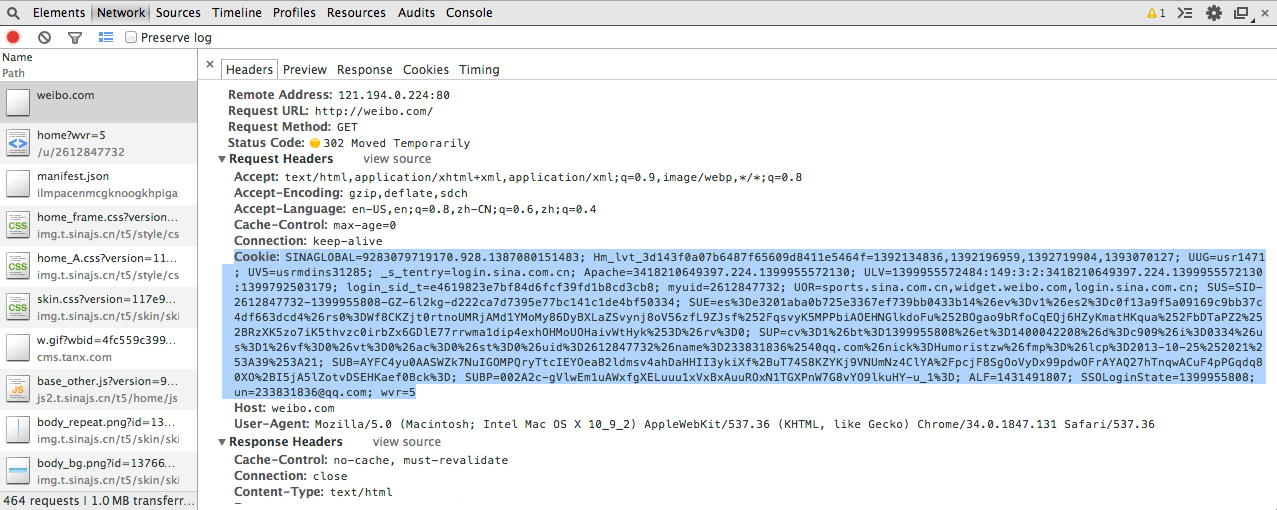 Elements Network Sources Timeline Profiles Resources Audits Console 1
Preserve log
Name
Path
weibo.com
home?wvr=5
/u/2612847732
manifest.json
ilmpacenmcgknoogkhpiga
home_frame.css?version...
img.t.sinajs.cn/t5/style/cs
home_A.css?version=11...
img.t.sinajs.cn/t5/style/cs
skin.css?version=117e9...
img.t.sinajs.cn/t5/skin/ski
w.gif?wbid=4fc559c399...
cms.tanx.com
base_other.js?version=9...
js2.t.sinajs.cn/t5/home/js
body_repeat.png?id=13...
img.t.sinajs.cn/t5/skin/ski
body_bg.png?id=13766...
img.t.sinajs.cn/t5/skin/ski
464 requests | 1.0 MB transferr...
× Headers Preview Response Cookies Timing
Remote Address: 121.194.0.224:80
Request URL: http://weibo.com/
Request Method: GET
Status Code: 302 Moved Temporarily
Request Headers view source
Accept: text/html,application/xhtml+xml,application/xml;q=0.9,image/webp,*/*;q=0.8
Accept-Encoding: gzip,deflate,sdch
Accept-Language: en-US,en;q=0.8,zh-CN;q=0.6,zh;q=0.4
Cache-Control: max-age=0
Connection: keep-alive
Cookie: SINAGLOBAL=9283079719170.928.1387080151483; Hm_lvt_3d143f0a07b6487f65609d8411e5464f=1392134836,1392196959,1392719904,1393070127; UUG=usr1471
; UV5=usrmdins31285; _s_tentry=login.sina.com.cn; Apache=3418210649397.224.1399955572130; ULV=1399955572484:149:3:2:3418210649397.224.1399955572130
:1399792503179; login_sid_t=e4619823e7bf84d6fcf39fd1b8cd3cb8; myuid=2612847732; UOR=sports.sina.com.cn,widget.weibo.com,login.sina.com.cn; SUS=SID-
2612847732-1399955808-GZ-6l2kg-d222ca7d7395e77bc141c1de4bf50334; SUE=es%3De3201aba0b725e3367ef739bb0433b14%26ev%3Dv1%26es2%3Dc0f13a9f5a09169c9bb37c
4df663dcd4%26rs0%3DWf8CKZjt0rtnoUMRjAMd1YMoMy86DyBXLaZSvynj8oV56zfL9ZJsf%252FqsvyK5MPPbiAOEHNGlkdoFu%252BOgao9bRfoCqEQj6HZyKmatHKqua%252FbDTaPZ2%25
2BRzXK5zo7iK5thvzc0irbZx6GDlE77rrwma1dip4exhOHMoUOHaivWtHyk%253D%26rv%3D0; SUP=cv%3D1%26bt%3D1399955808%26et%3D1400042208%26d%3Dc909%26i%3D0334%26u
s%3D1%26vf%3D0%26vt%3D0%26ac%3D0%26st%3D0%26uid%3D2612847732%26name%3D233831836%2540qq.com%26nick%3DHumoristzw%26fmp%3D%26lcp%3D2013-10-25%252021%2
53A39%253A21; SUB=AYFC4yu0AASWZk7NuIGOMPQryTtcIEYOeaB2ldmsv4ahDaHHII3ykiXf%2BuT74S8KZYKj9VNUmNz4ClYA%2FpcjF8SgOoVyDx99pdwOFrAYAQ27hTnqwACuF4pPGqdq8
0XO%2BI5jA5lZotvDSEHKaef0Bck%3D; SUBP=002A2c-gVlwEm1uAWxfgXELuuu1xVxBxAuuROxN1TGXPnW7G8vYO9lkuHY-u_1%3D; ALF=1431491807; SSOLoginState=1399955808;
un=233831836@qq.com; wvr=5
Host: weibo.com
User-Agent: Mozilla/5.0 (Macintosh; Intel Mac OS X 10_9_2) AppleWebKit/537.36 (KHTML, like Gecko) Chrome/34.0.1847.131 Safari/537.36
Response Headers view source
Cache-Control: no-cache, must-revalidate
Connection: close
Content-Type: text/html